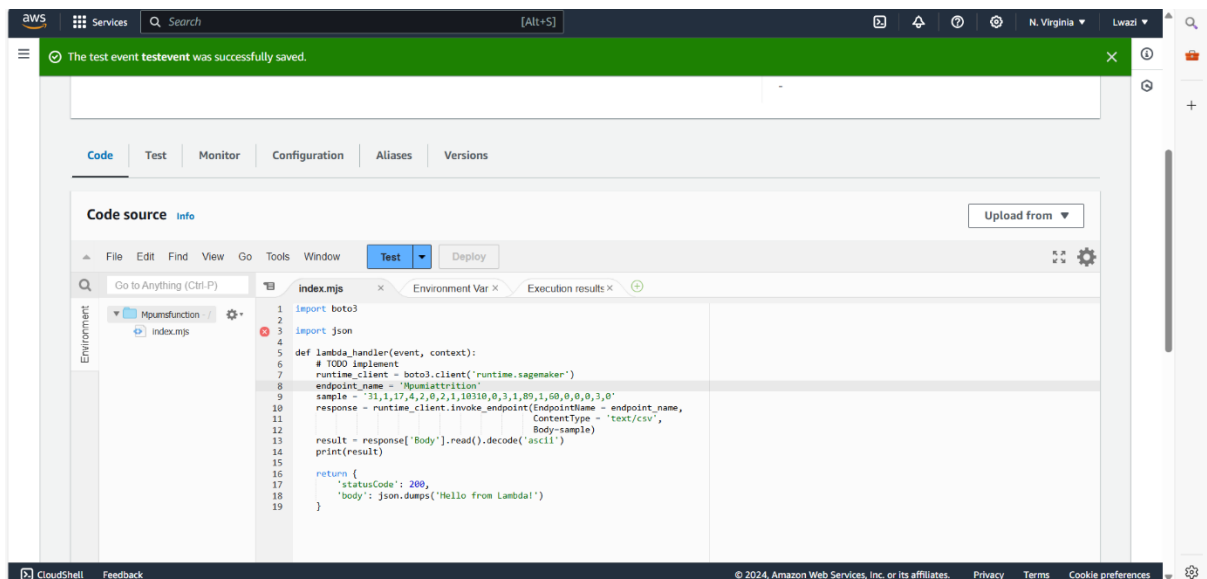 aws Services Search [Alt+S] N. Virginia ▼ Lwazi ▼
The test event testevent was successfully saved.
-
Code Test Monitor Configuration Aliases Versions
Code source Info Upload from ▼
File Edit Find View Go Tools Window Test Deploy
Go to Anything (Ctrl-P) index.mjs × Environment Var × Execution results ×
Environment
Mpumsfunction - /
index.mjs
1 import boto3
2
3 import json
4
5 def lambda_handler(event, context):
6 # TODO implement
7 runtime_client = boto3.client('runtime.sagemaker')
8 endpoint_name = 'Mpumiattrition'
9 sample = '31,1,17,4,2,0,2,1,10310,0,3,1,89,1,60,0,0,0,3,0'
10 response = runtime_client.invoke_endpoint(EndpointName = endpoint_name,
11 ContentType = 'text/csv',
12 Body=sample)
13 result = response['Body'].read().decode('ascii')
14 print(result)
15
16 return {
17 'statusCode': 200,
18 'body': json.dumps('Hello from Lambda!')
19 }
CloudShell Feedback © 2024, Amazon Web Services, Inc. or its affiliates. Privacy Terms Cookie preferences